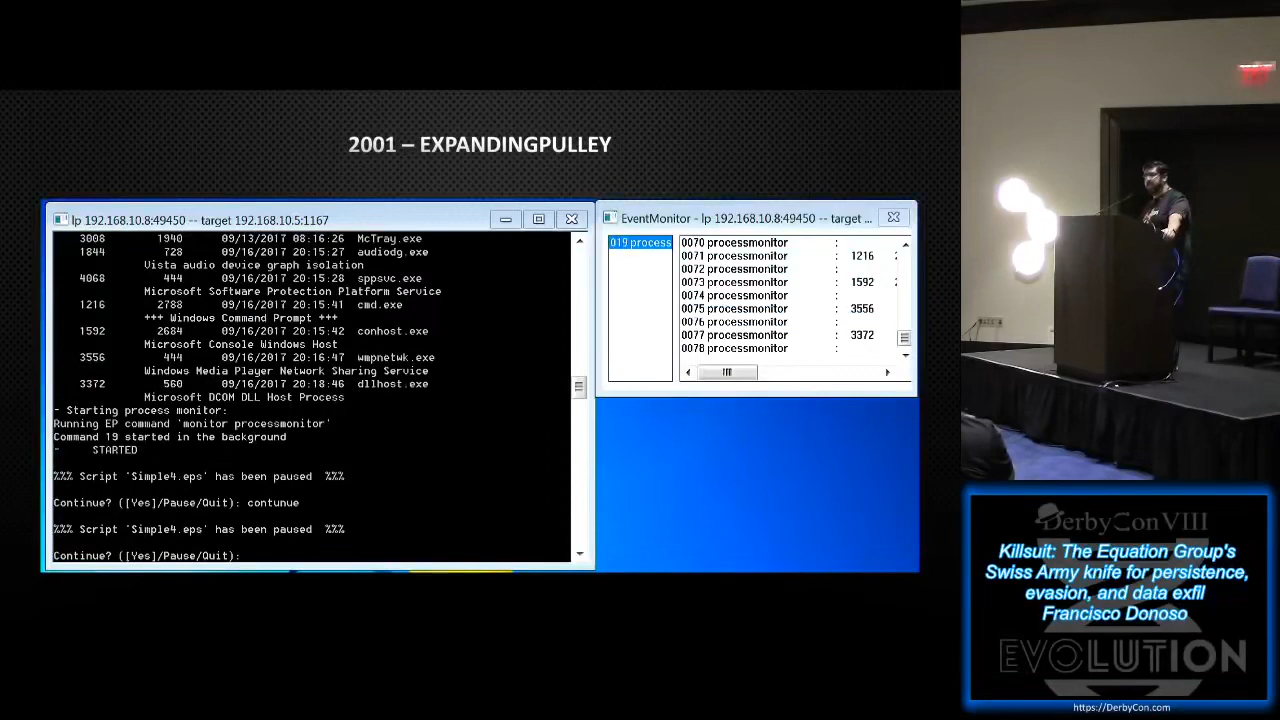 2001 – EXPANDINGPULLEY
lp 192.168.10.8:49450 -- target 192.168.10.5:1167
3008 1940 09/13/2017 08:16:26 McTray.exe
1844 728 09/16/2017 20:15:27 audiodg.exe
Vista audio device graph isolation
4068 444 09/16/2017 20:15:28 sppsvc.exe
Microsoft Software Protection Platform Service
1216 2788 09/16/2017 20:15:41 cmd.exe
+++ Windows Command Prompt +++
1592 2684 09/16/2017 20:15:42 conhost.exe
Microsoft Console Windows Host
3556 444 09/16/2017 20:16:47 wmpnetwk.exe
Windows Media Player Network Sharing Service
3372 560 09/16/2017 20:18:46 dllhost.exe
Microsoft DCOM DLL Host Process
- Starting process monitor:
Running EP command 'monitor processmonitor'
Command 19 started in the background
- STARTED
%%% Script 'Simple4.eps' has been paused %%%
Continue? ([Yes]/Pause/Quit): contunue
%%% Script 'Simple4.eps' has been paused %%%
Continue? ([Yes]/Pause/Quit):
EventMonitor - lp 192.168.10.8:49450 -- target ...
019 process
0070 processmonitor :
0071 processmonitor : 1216
0072 processmonitor :
0073 processmonitor : 1592
0074 processmonitor :
0075 processmonitor : 3556
0076 processmonitor :
0077 processmonitor : 3372
0078 processmonitor :
DerbyCon VIII
Killsuit: The Equation Group's
Swiss Army knife for persistence,
evasion, and data exfil
Francisco Donoso
EVOLUTION
https://DerbyCon.com